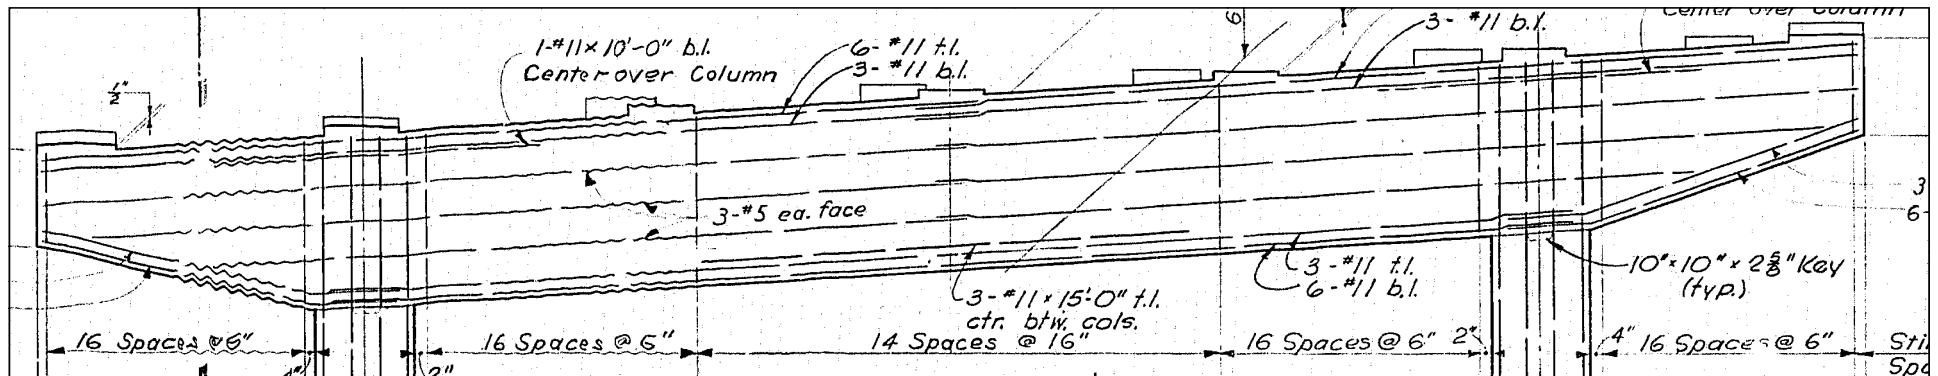 Center over Column
6
3-#11 b.l.
1-#11×10'-0" b.l.
Center over Column
6-#11 t.l.
3-#11 b.l.
1/2"
3-#5 ea. face
3
6
3-#11 t.l.
6-#11 b.l.
10"×10"×2 5/8" Key
(typ.)
3-#11×15'-0" t.l.
ctr. btw. cols.
16 Spaces @ 6"
16 Spaces @ 6"
14 Spaces @ 16"
16 Spaces @ 6"
2"
4"
16 Spaces @ 6"
2"